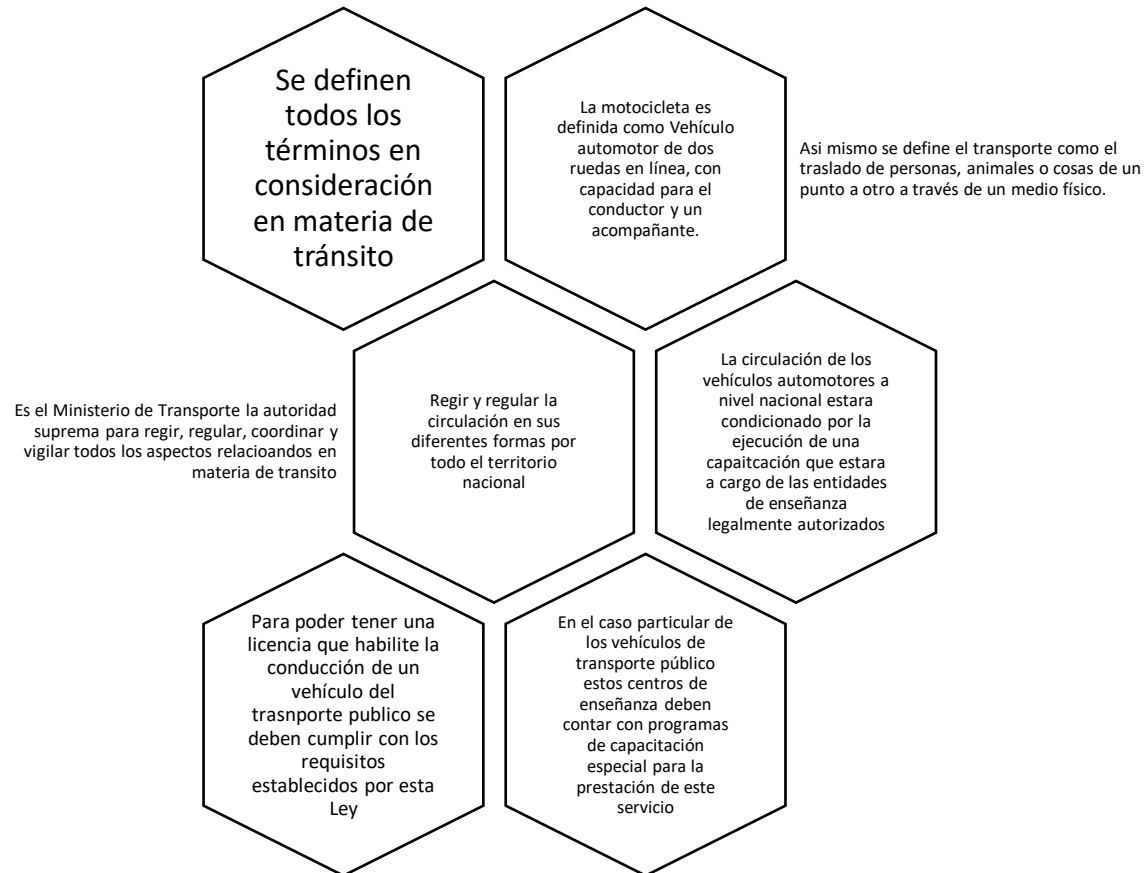 Se definen
todos los
términos en
consideración
en materia de
tránsito
La motocicleta es
definida como Vehículo
automotor de dos
ruedas en línea, con
capacidad para el
conductor y un
acompañante.
Asi mismo se define el transporte como el
traslado de personas, animales o cosas de un
punto a otro a través de un medio físico.
Es el Ministerio de Transporte la autoridad
suprema para regir, regular, coordinar y
vigilar todos los aspectos relacioandos en
materia de transito
Regir y regular la
circulación en sus
diferentes formas por
todo el territorio
nacional
La circulación de los
vehículos automotores a
nivel nacional estara
condicionado por la
ejecución de una
capaitcación que estara
a cargo de las entidades
de enseñanza
legalmente autorizados
Para poder tener una
licencia que habilite la
conducción de un
vehículo del
trasnporte publico se
deben cumplir con los
requisitos
establecidos por esta
Ley
En el caso particular de
los vehículos de
transporte públíco
estos centros de
enseñanza deben
contar con programas
de capacitación
especial para la
prestación de este
servicio